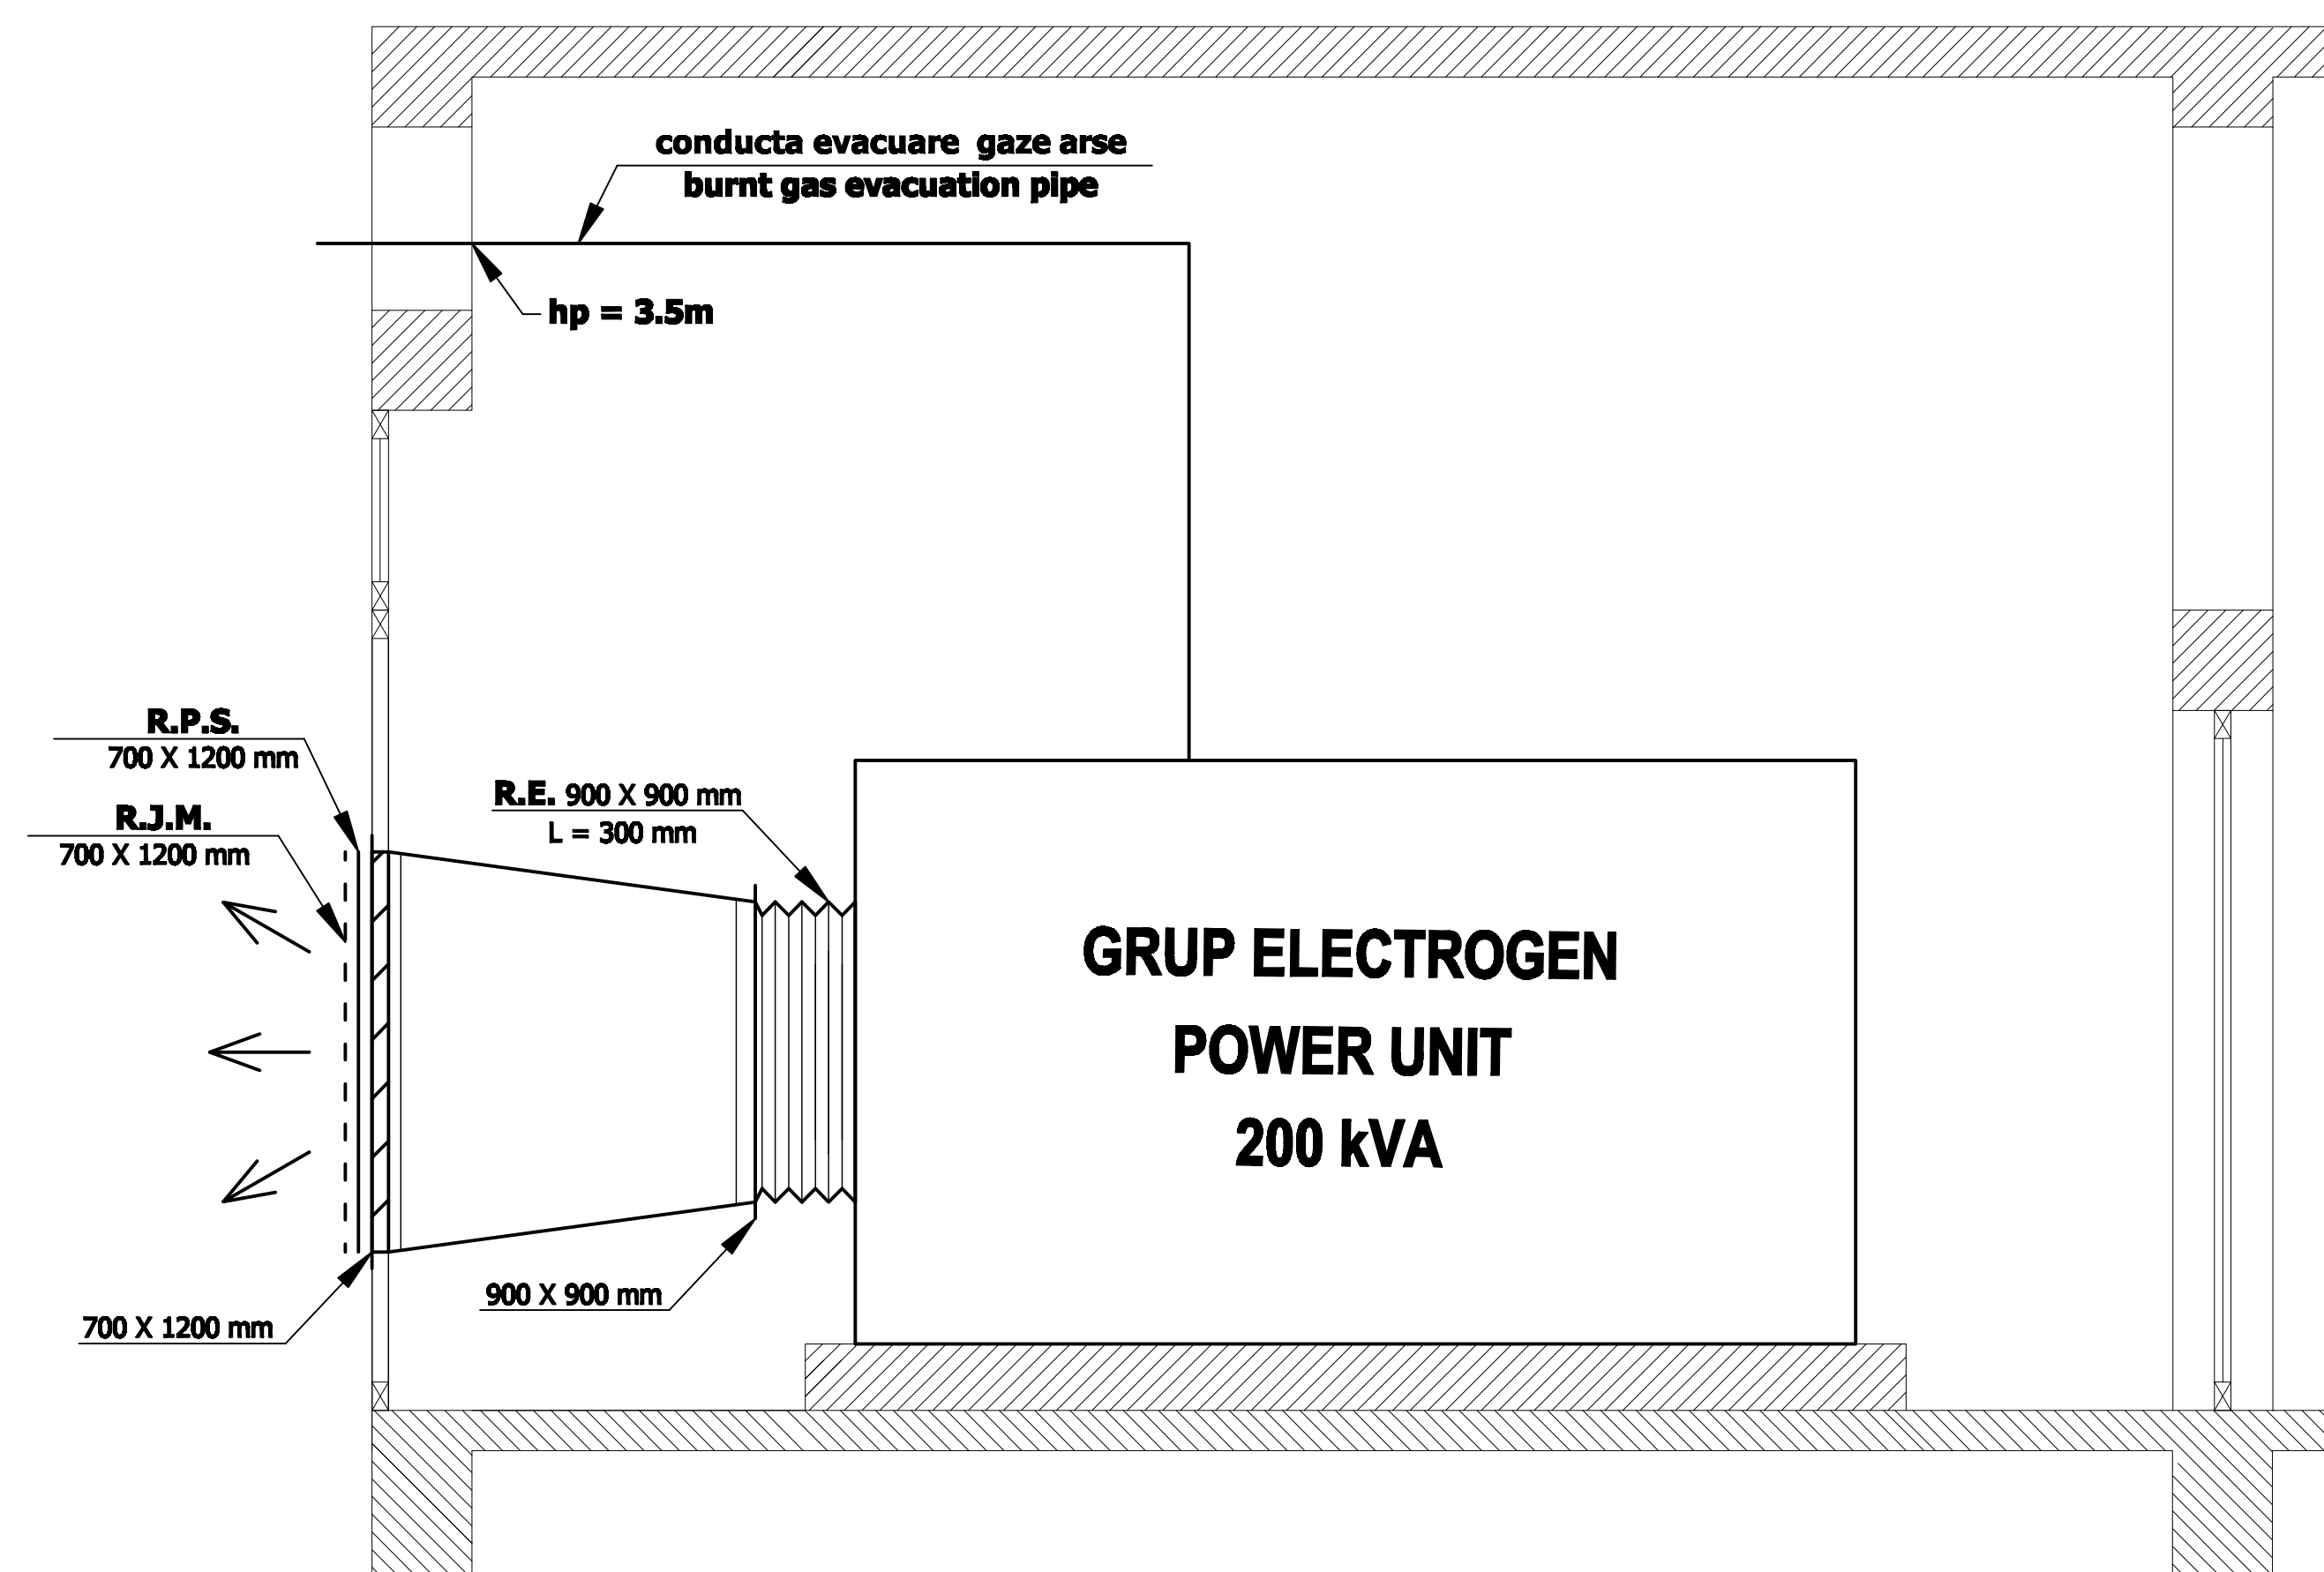 conducta evacuare gaze arse
burnt gas evacuation pipe
hp = 3.5m
R.P.S.
700 X 1200 mm
R.J.M.
700 X 1200 mm
R.E. 900 X 900 mm
L = 300 mm
GRUP ELECTROGEN
POWER UNIT
200 kVA
900 X 900 mm
700 X 1200 mm